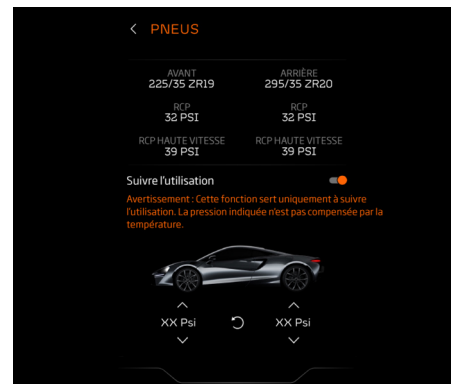 PNEUS
AVANT ARRIÈRE
225/35 ZR19 295/35 ZR20
RCP RCP
32 PSI 32 PSI
RCP HAUTE VITESSE RCP HAUTE VITESSE
39 PSI 39 PSI
Suivre l'utilisation
Avertissement : Cette fonction sert uniquement à suivre
l'utilisation. La pression indiquée n'est pas compensée par la
température.
XX Psi XX Psi